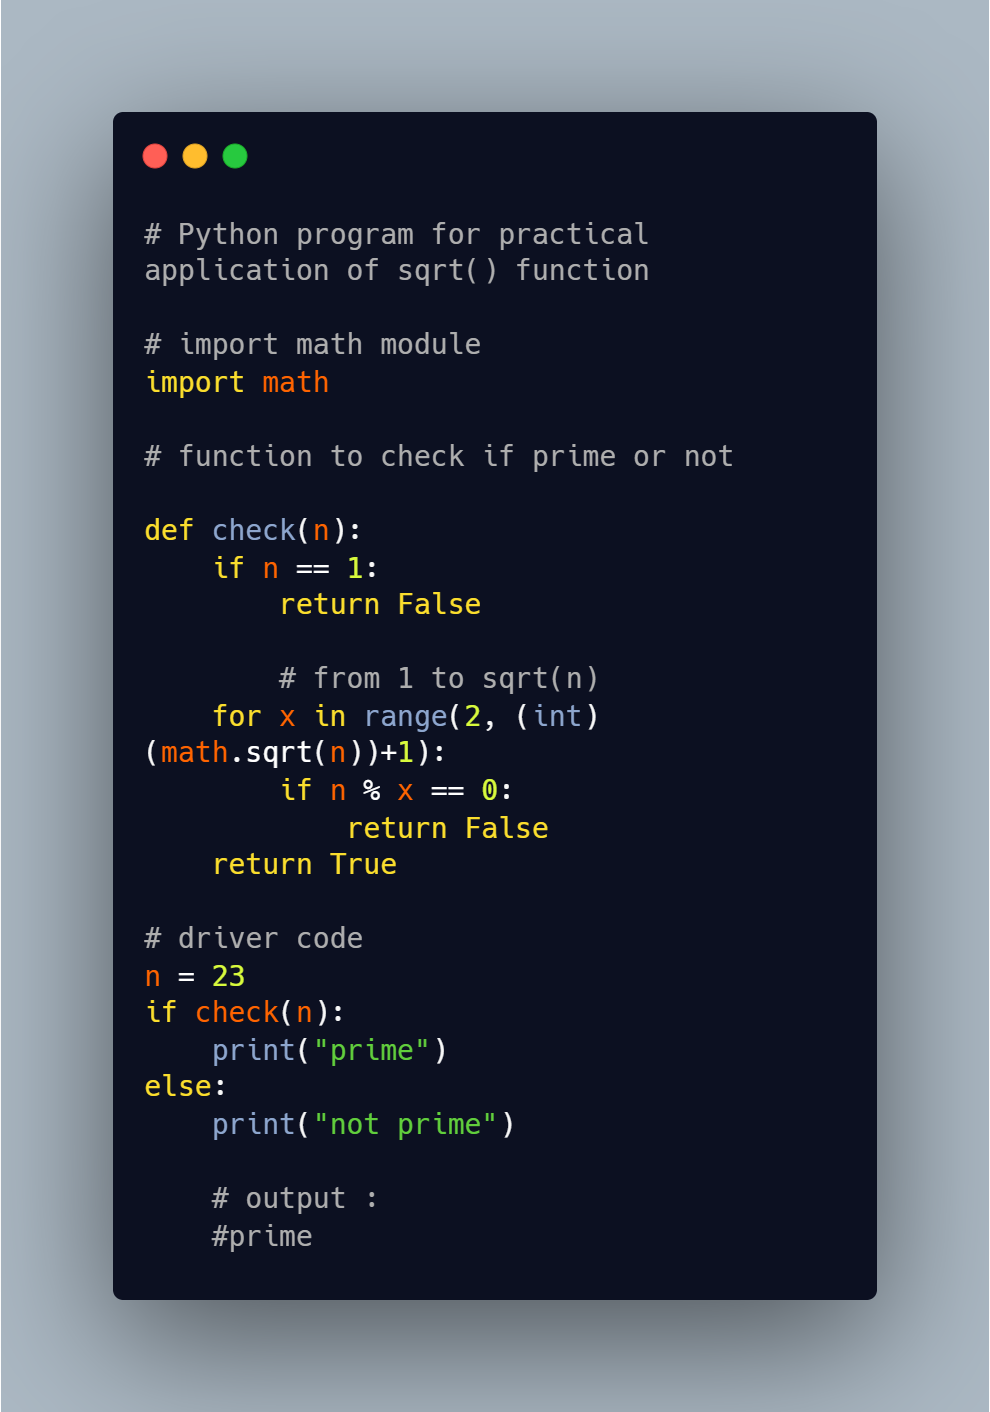 # Python program for practical
application of sqrt() function

# import math module
import math

# function to check if prime or not

def check(n):
    if n == 1:
        return False

        # from 1 to sqrt(n)
    for x in range(2, (int)
(math.sqrt(n))+1):
        if n % x == 0:
            return False
    return True

# driver code
n = 23
if check(n):
    print("prime")
else:
    print("not prime")

    # output :
    #prime